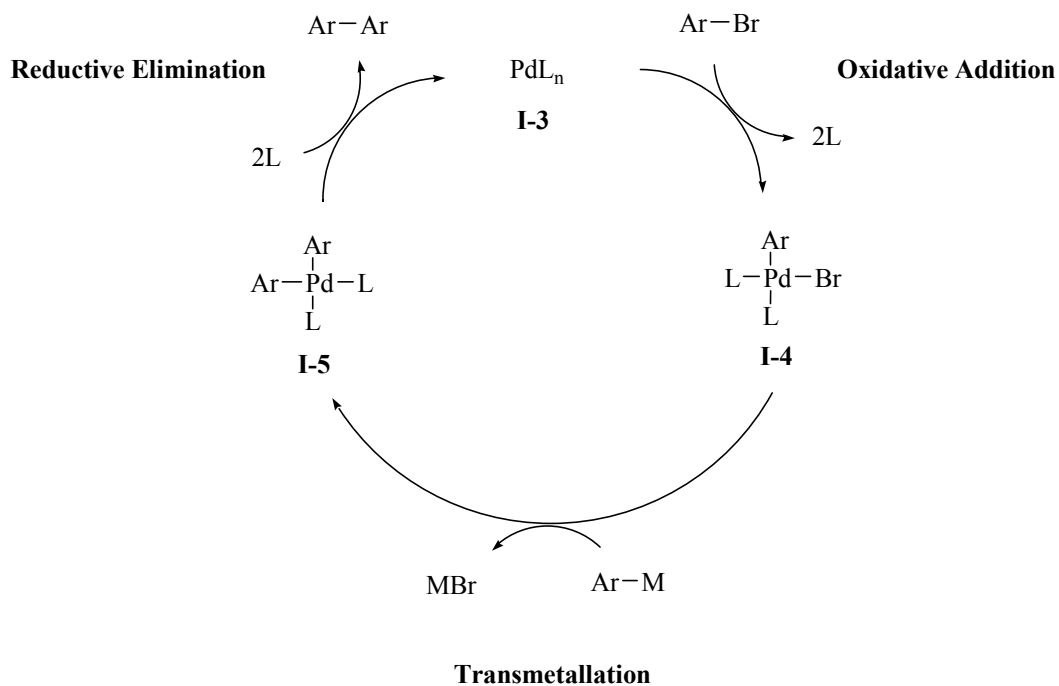 Ar–Ar
Ar–Br
Reductive Elimination
PdLn
Oxidative Addition
I-3
2L
2L
Ar
Ar–Pd–L
L
I-5
Ar
L–Pd–Br
L
I-4
MBr
Ar–M
Transmetallation